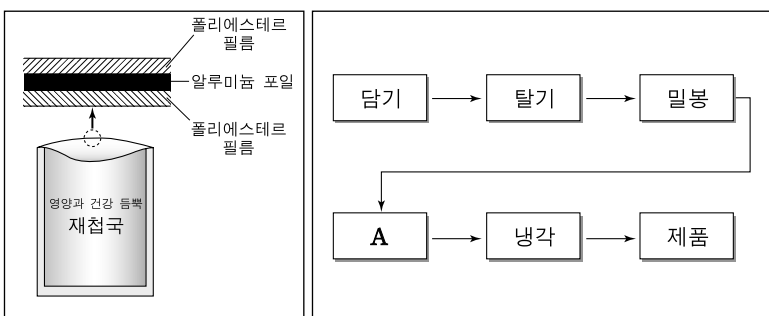 폴리에스테르
필름
알루미늄 포일
폴리에스테르
필름
영양과 건강 듬뿍
재첩국
담기
탈기
밀봉
A
냉각
제품